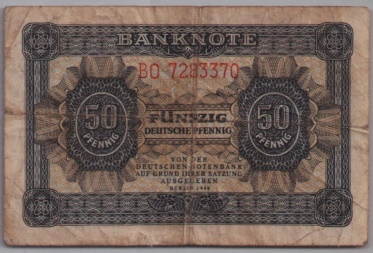 BANKNOTE
BO 7283370
50
PFENNIG
FÜNFZIG
DEUTSCHE PFENNIG
50
PFENNIG
VON DER
DEUTSCHEN NOTENBANK
AUF GRUND IHRER SATZUNG
AUSGEGEBEN
BERLIN 1948